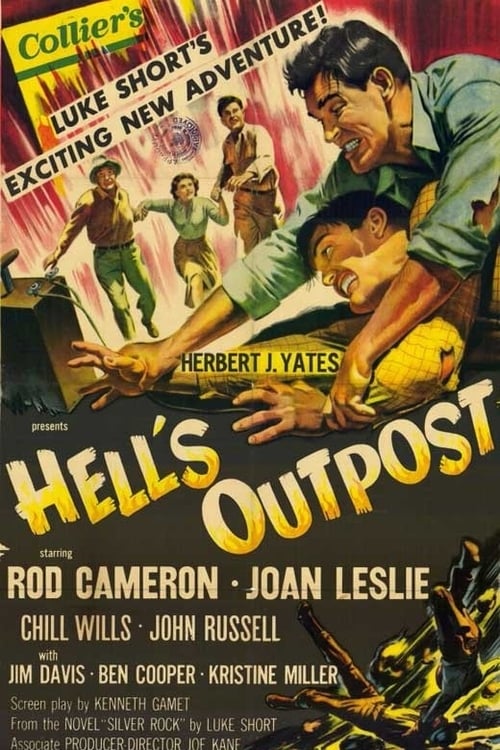 Collier's
LUKE SHORT'S
EXCITING NEW ADVENTURE!
HERBERT J. YATES
presents
HELL'S
OUTPOST
starring
ROD CAMERON · JOAN LESLIE
CHILL WILLS · JOHN RUSSELL
with
JIM DAVIS · BEN COOPER · KRISTINE MILLER
Screen play by KENNETH GAMET
From the NOVEL "SILVER ROCK" by LUKE SHORT
Associate PRODUCER-DIRECTOR JOE KANE